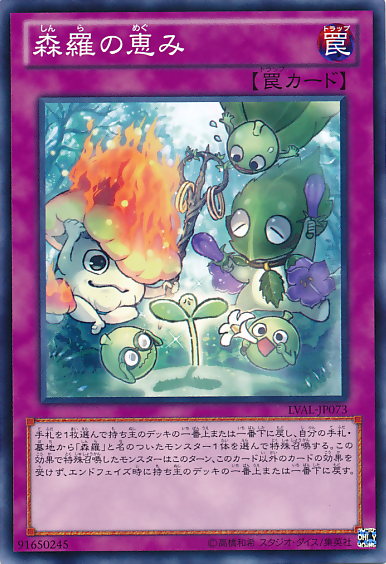 森羅の恵み
しん ら めぐ
罠
トラップ
【罠カード】
トラップ
LVAL-JP073
手札を1枚選んで持ち主のデッキの一番上または一番下に戻し、自分の手札・
墓地から「森羅」と名のついたモンスター1体を選んで特殊召喚する。この
効果で特殊召喚したモンスターはこのターン、このカード以外のカードの効果を
受けず、エンドフェイズ時に持ち主のデッキの一番上または一番下に戻す。
91650245
©高橋和希 スタジオ・ダイス/集英社